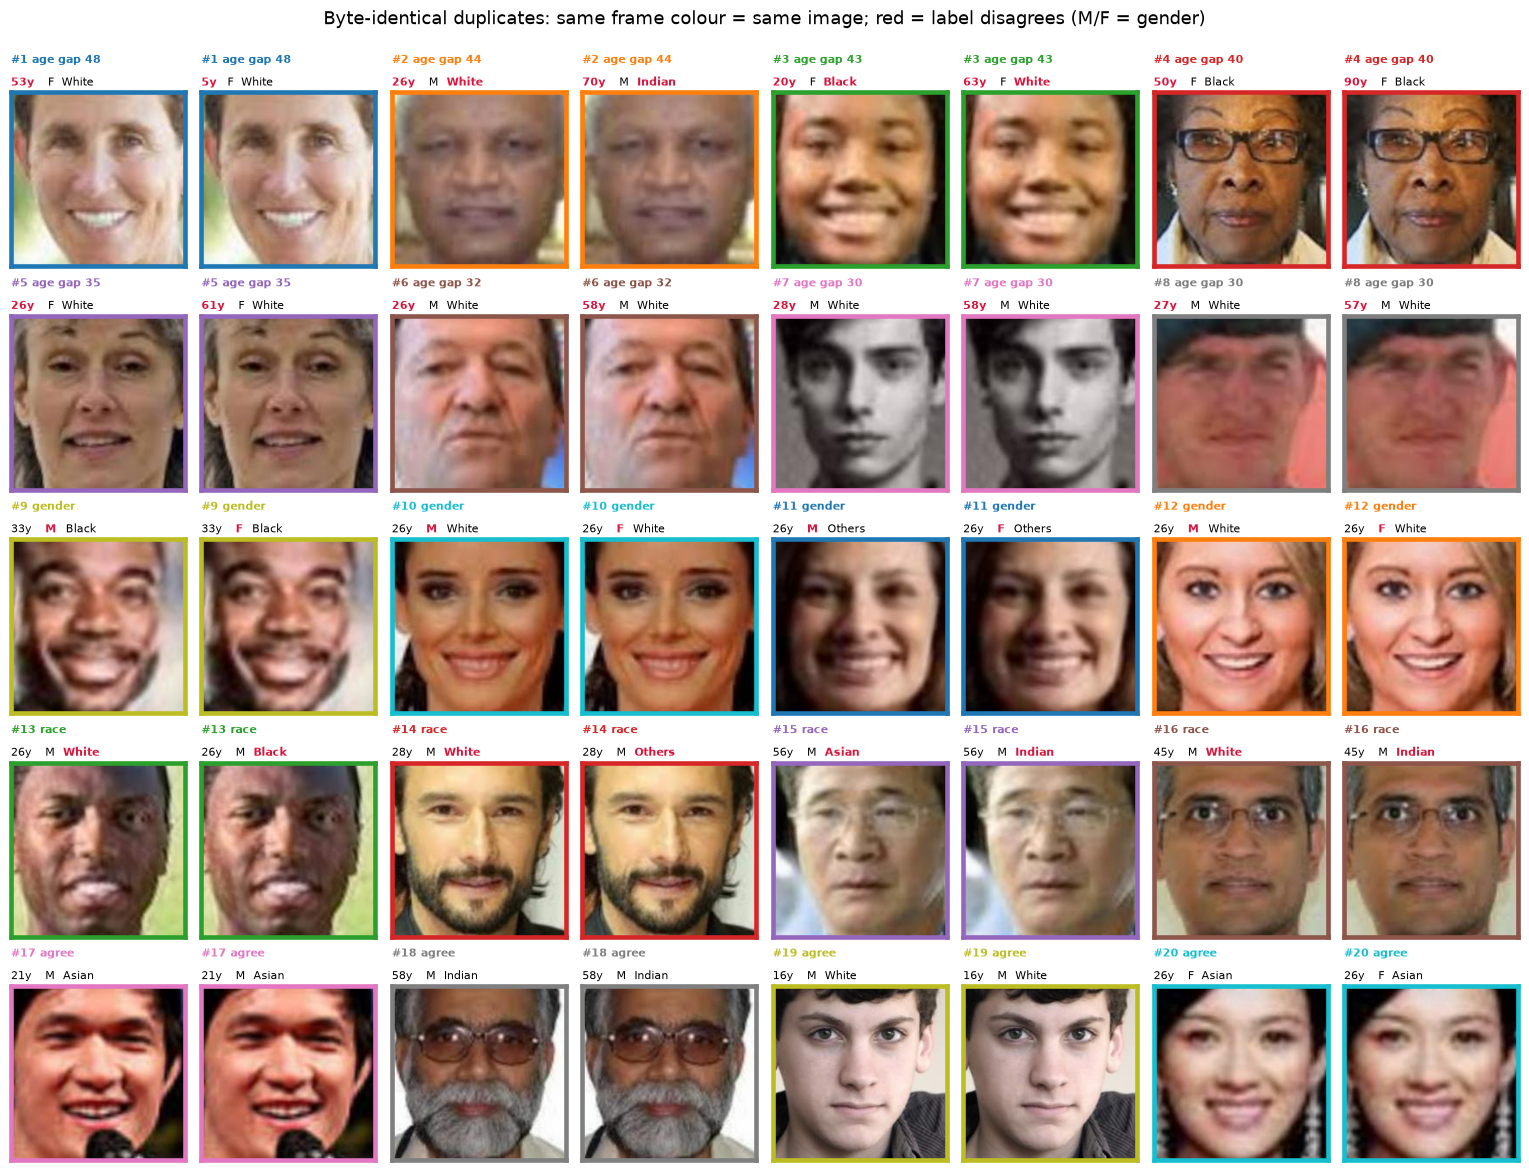 Byte-identical duplicates: same frame colour = same image; red = label disagrees (M/F = gender)
#1 age gap 48 #1 age gap 48 #2 age gap 44 #2 age gap 44 #3 age gap 43 #3 age gap 43 #4 age gap 40 #4 age gap 40
53y F White 5y F White 26y M White 70y M Indian 20y F Black 63y F White 50y F Black 90y F Black
#5 age gap 35 #5 age gap 35 #6 age gap 32 #6 age gap 32 #7 age gap 30 #7 age gap 30 #8 age gap 30 #8 age gap 30
26y F White 61y F White 26y M White 58y M White 28y M White 58y M White 27y M White 57y M White
#9 gender #9 gender #10 gender #10 gender #11 gender #11 gender #12 gender #12 gender
33y M Black 33y F Black 26y M White 26y F White 26y M Others 26y F Others 26y M White 26y F White
#13 race #13 race #14 race #14 race #15 race #15 race #16 race #16 race
26y M White 26y M Black 28y M White 28y M Others 56y M Asian 56y M Indian 45y M White 45y M Indian
#17 agree #17 agree #18 agree #18 agree #19 agree #19 agree #20 agree #20 agree
21y M Asian 21y M Asian 58y M Indian 58y M Indian 16y M White 16y M White 26y F Asian 26y F Asian